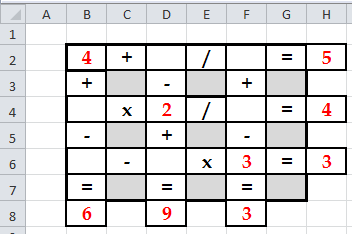 A B C D E F G H
1
2 4 + / = 5
3 + - +
4 x 2 / = 4
5 - + -
6 - x 3 = 3
7 = = =
8 6 9 3